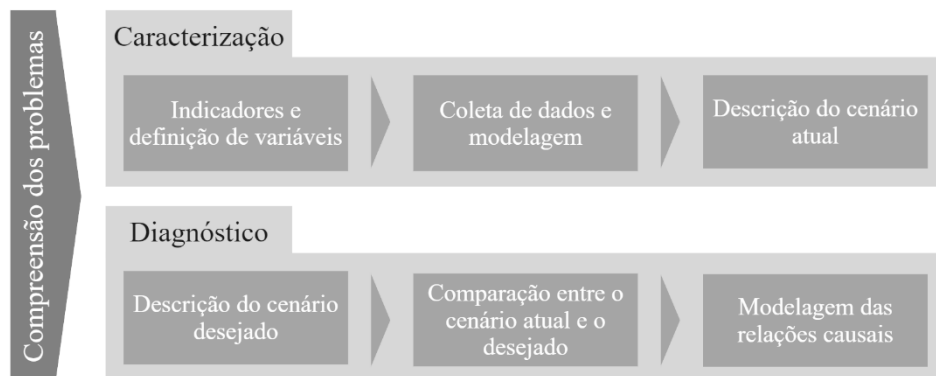 Compreensão dos problemas
Caracterização
Indicadores e
definição de variáveis
Coleta de dados e
modelagem
Descrição do cenário
atual
Diagnóstico
Descrição do cenário
desejado
Comparação entre o
cenário atual e o
desejado
Modelagem das
relações causais